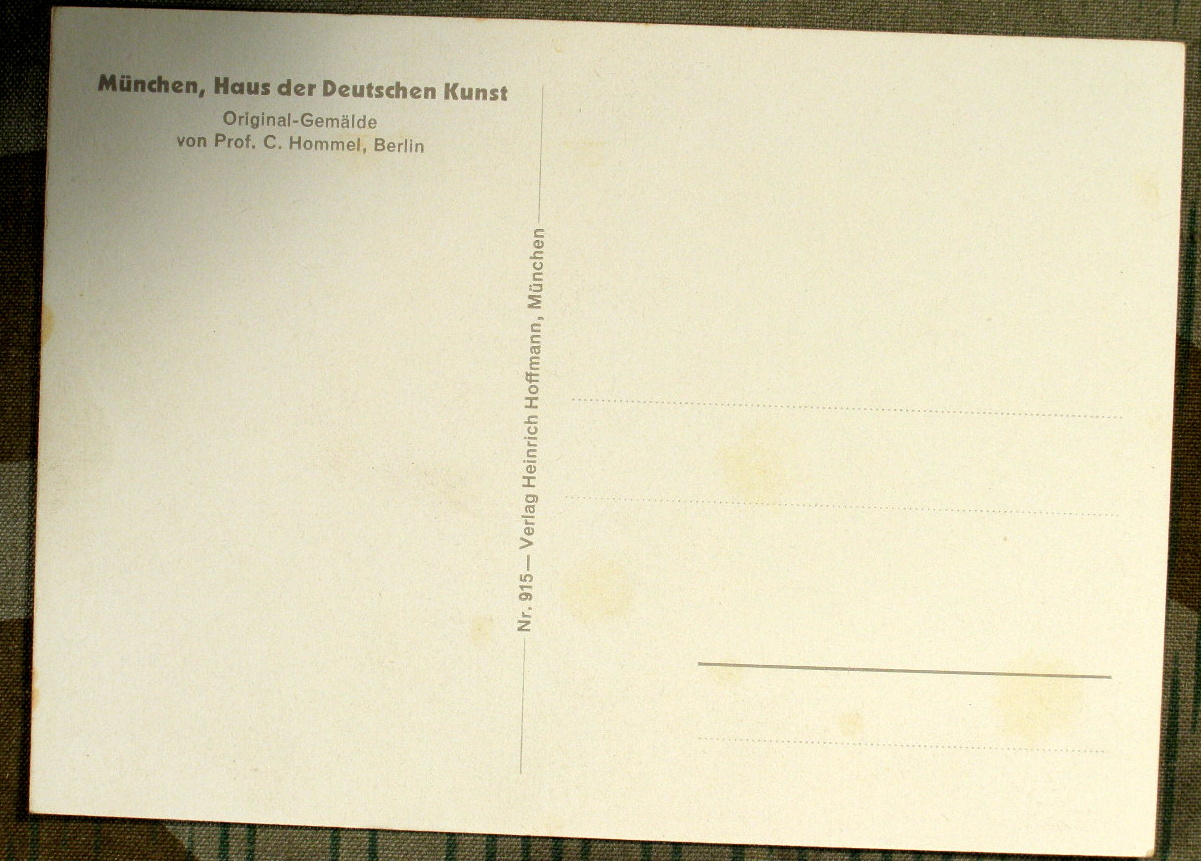 München, Haus der Deutschen Kunst
Original-Gemälde
von Prof. C. Hommel, Berlin
Nr. 915 — Verlag Heinrich Hoffmann, München